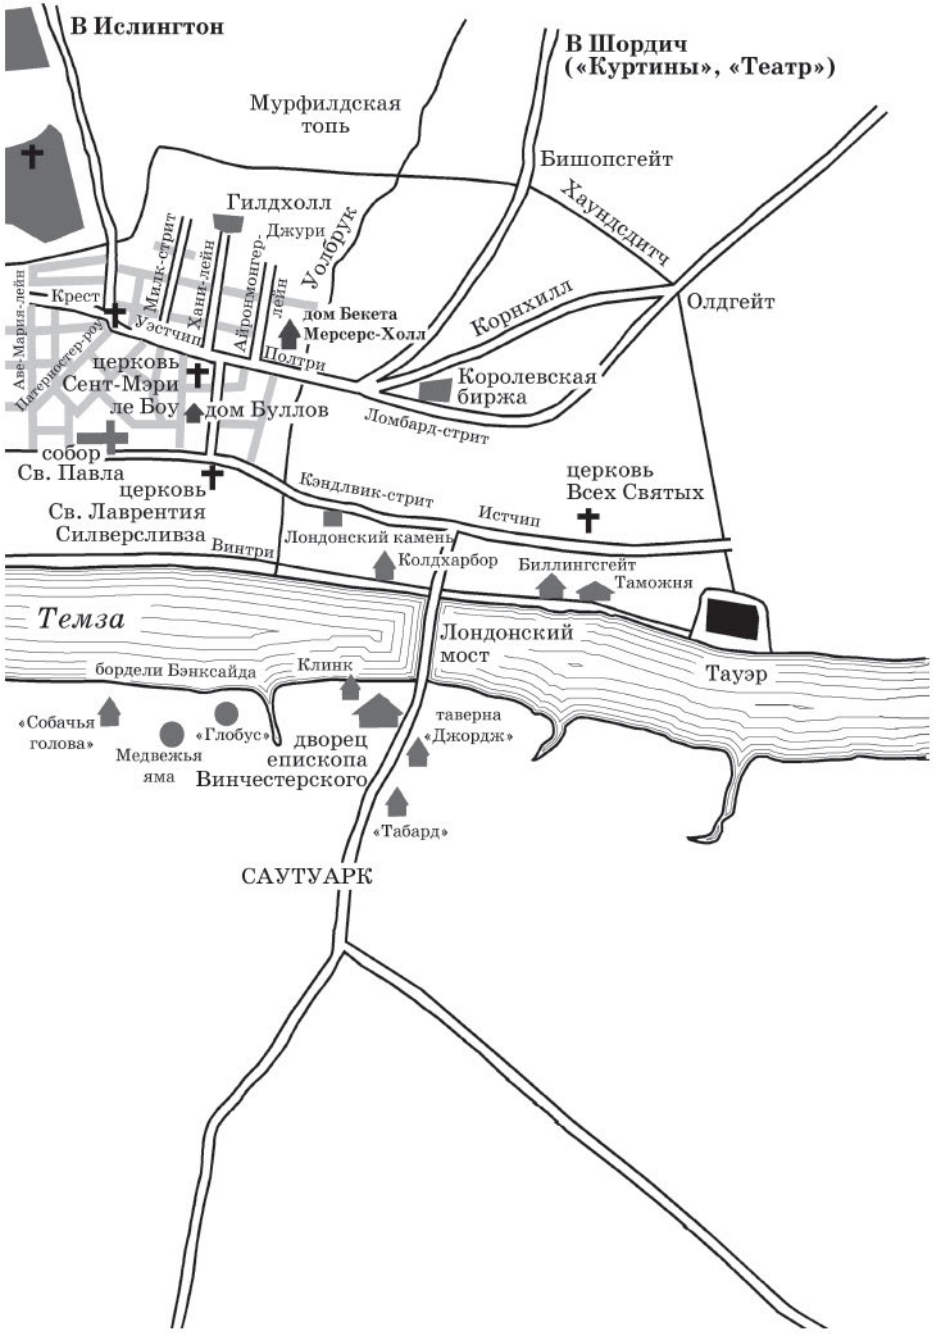 В Ислингтон
В Шордич
(«Куртины», «Театр»)
Мурфилдская
топь
Бишопсгейт
Хаундсдитч
Гилдхолл
Джури
Уолбрук
Милк-стрит
Хани-лейн
Айронмонгер-
лейн
Олдгейт
Аве-Мария-лейн
Крест
Патерностер-роу
Уэстчип
дом Бекета
Мерсерс-Холл
Корнхилл
Полтри
церковь
Сент-Мэри
ле Боу
дом Буллов
Королевская
биржа
Ломбард-стрит
собор
Св. Павла
церковь
Св. Лаврентия
Силверсливза
Кэндлвик-стрит
Истчип
церковь
Всех Святых
Винтри
Лондонский камень
Колдхарбор
Биллингсгейт
Таможня
Темза
Лондонский
мост
Тауэр
бордели Бэнксайда
Клинк
«Собачья
голова»
Медвежья
яма
«Глобус»
дворец
епископа
Винчестерского
таверна
«Джордж»
«Табард»
САУТУАРК